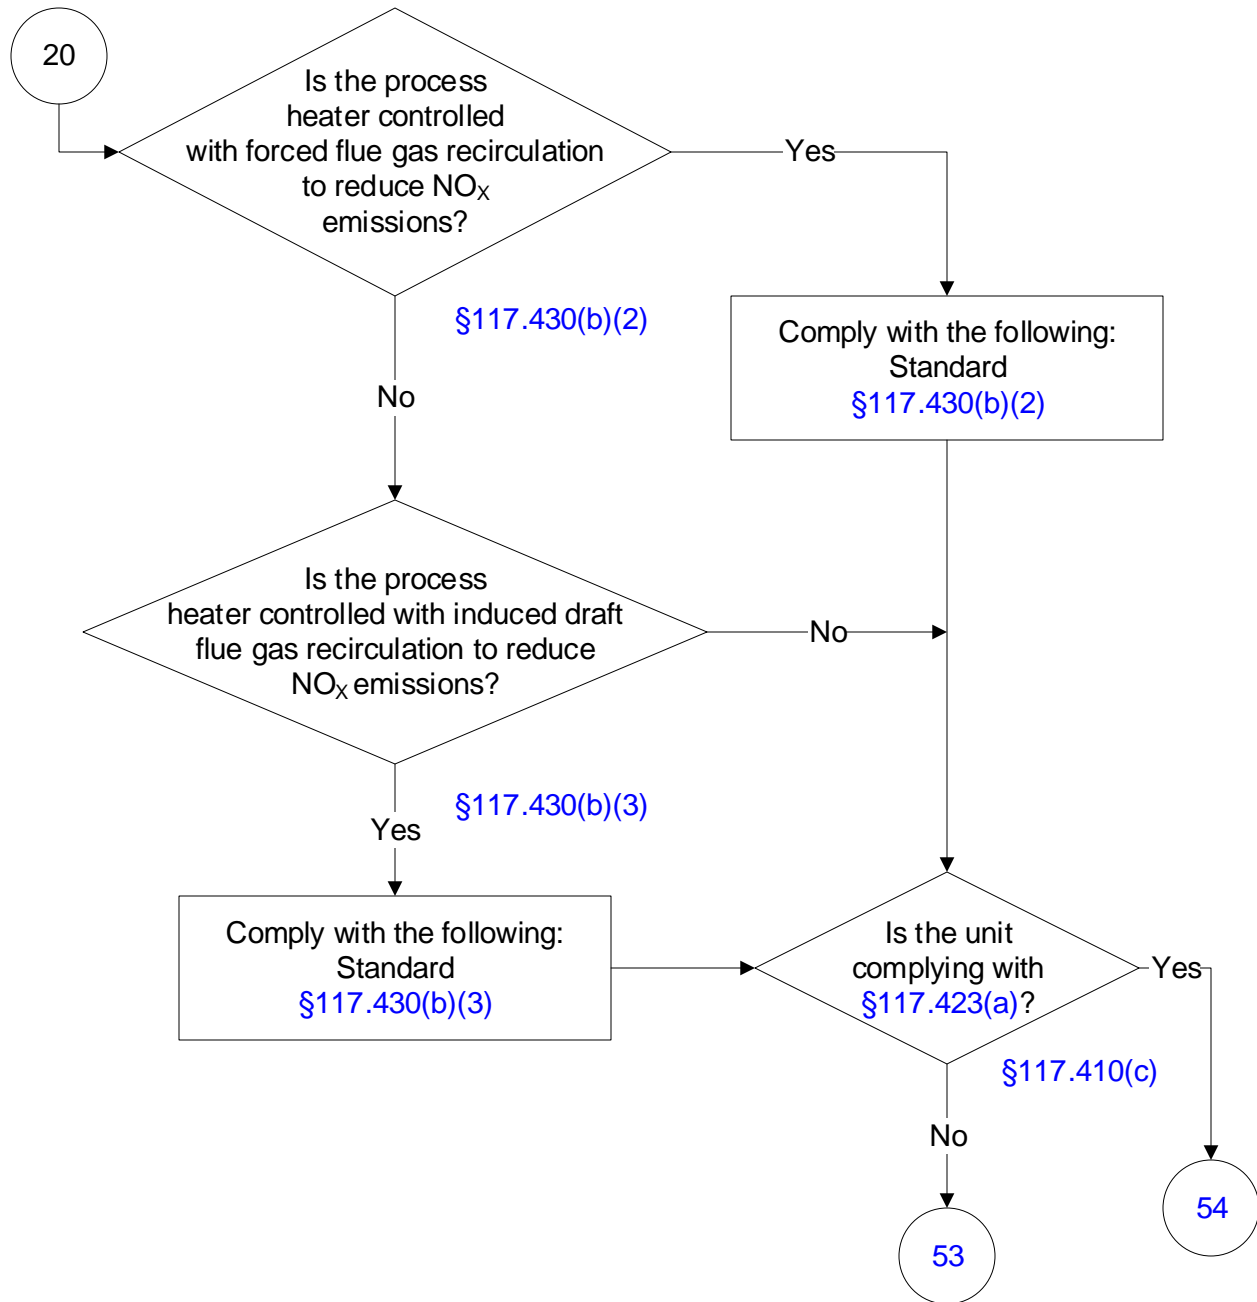 20
Is the process
heater controlled
with forced flue gas recirculation
to reduce NOX
emissions?
Yes
§117.430(b)(2)
Comply with the following:
Standard
§117.430(b)(2)
No
Is the process
heater controlled with induced draft
flue gas recirculation to reduce
NOX emissions?
No
§117.430(b)(3)
Yes
Comply with the following:
Standard
§117.430(b)(3)
Is the unit
complying with
§117.423(a)?
Yes
§117.410(c)
No
54
53